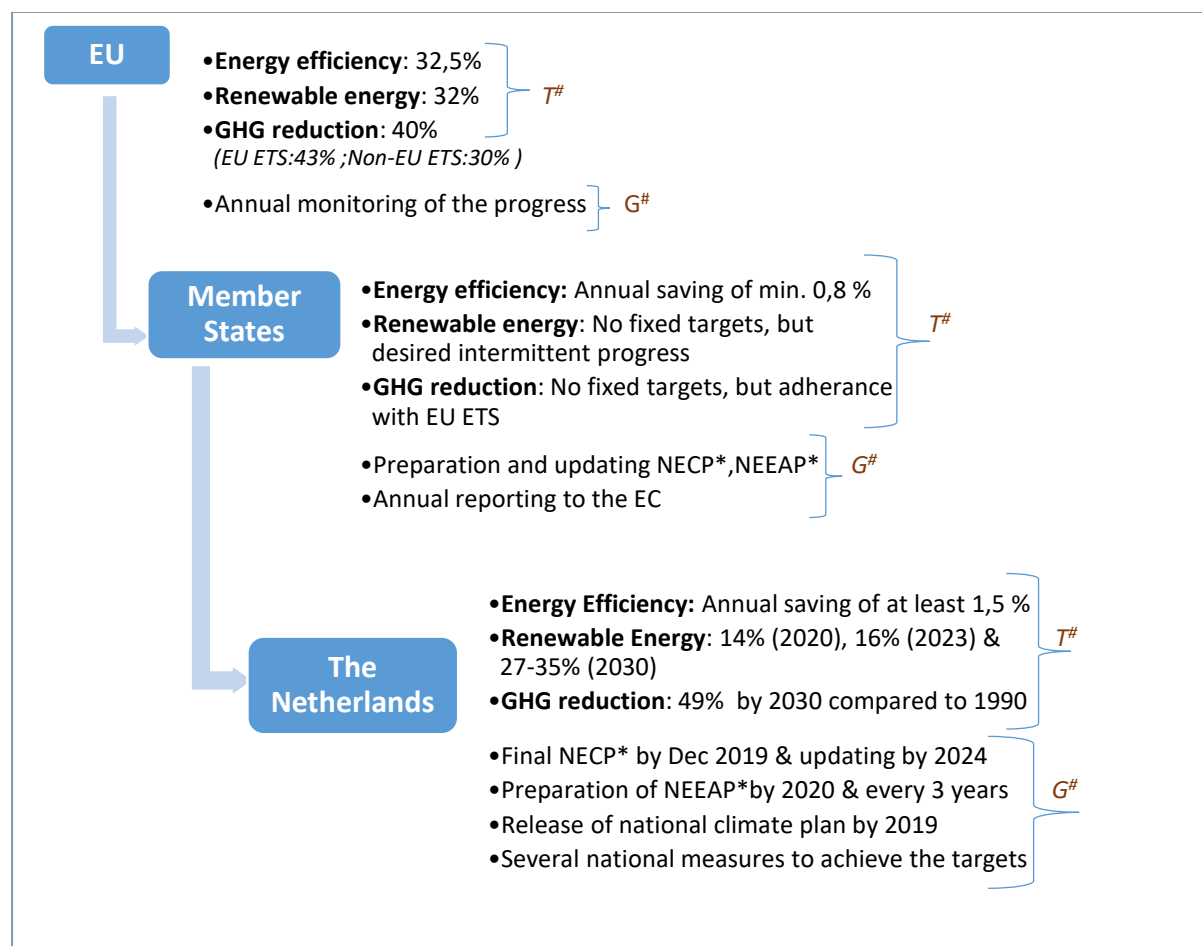 EU
•Energy efficiency: 32,5%
•Renewable energy: 32%
•GHG reduction: 40%
(EU ETS:43% ;Non-EU ETS:30% )
T#
•Annual monitoring of the progress
G#
Member
States
•Energy efficiency: Annual saving of min. 0,8 %
•Renewable energy: No fixed targets, but
desired intermittent progress
•GHG reduction: No fixed targets, but adherance
with EU ETS
T#
•Preparation and updating NECP*,NEEAP*
•Annual reporting to the EC
G#
The
Netherlands
•Energy Efficiency: Annual saving of at least 1,5 %
•Renewable Energy: 14% (2020), 16% (2023) &
27-35% (2030)
•GHG reduction: 49% by 2030 compared to 1990
T#
•Final NECP* by Dec 2019 & updating by 2024
•Preparation of NEEAP*by 2020 & every 3 years
•Release of national climate plan by 2019
•Several national measures to achieve the targets
G#